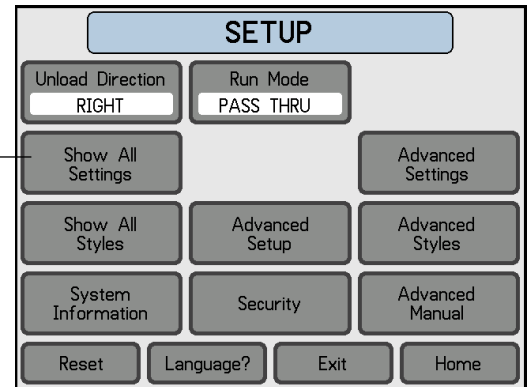 SETUP
Unload Direction
RIGHT
Run Mode
PASS THRU
Show All
Settings
Advanced
Settings
Show All
Styles
Advanced
Setup
Advanced
Styles
System
Information
Security
Advanced
Manual
Reset
Language?
Exit
Home